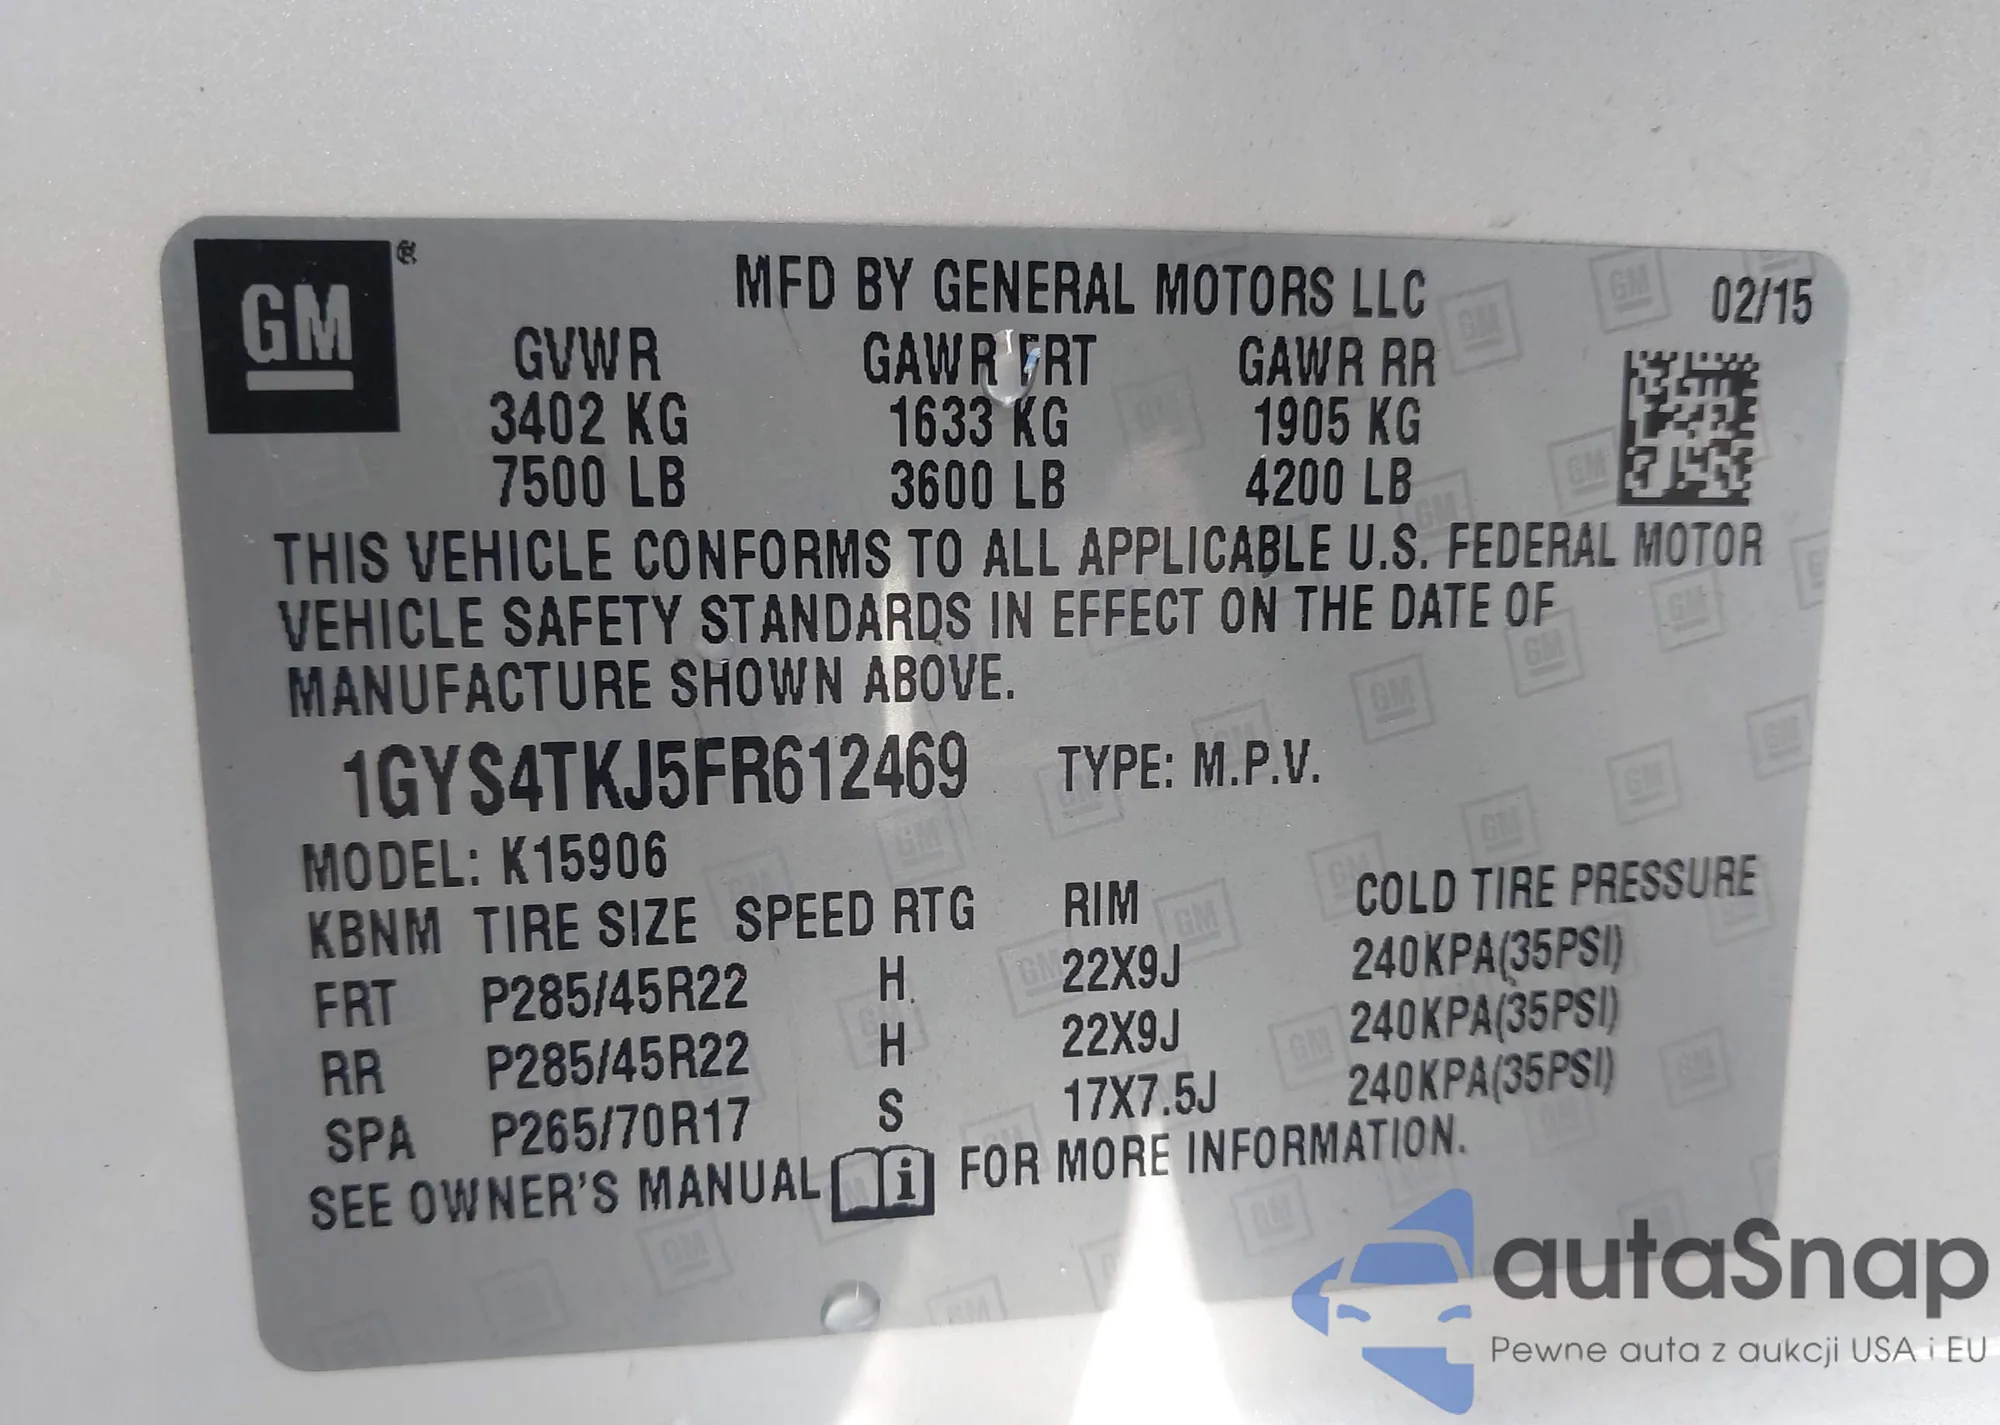 GM®
MFD BY GENERAL MOTORS LLC 02/15
GVWR GAWR FRT GAWR RR
3402 KG 1633 KG 1905 KG
7500 LB 3600 LB 4200 LB
THIS VEHICLE CONFORMS TO ALL APPLICABLE U.S. FEDERAL MOTOR
VEHICLE SAFETY STANDARDS IN EFFECT ON THE DATE OF
MANUFACTURE SHOWN ABOVE.
1GYS4TKJ5FR612469 TYPE: M.P.V.
MODEL: K15906
KBNM TIRE SIZE SPEED RTG RIM COLD TIRE PRESSURE
FRT P285/45R22 H 22X9J 240KPA(35PSI)
RR P285/45R22 H 22X9J 240KPA(35PSI)
SPA P265/70R17 S 17X7.5J 240KPA(35PSI)
SEE OWNER'S MANUAL i FOR MORE INFORMATION.
autaSnap
Pewne auta z aukcji USA i EU